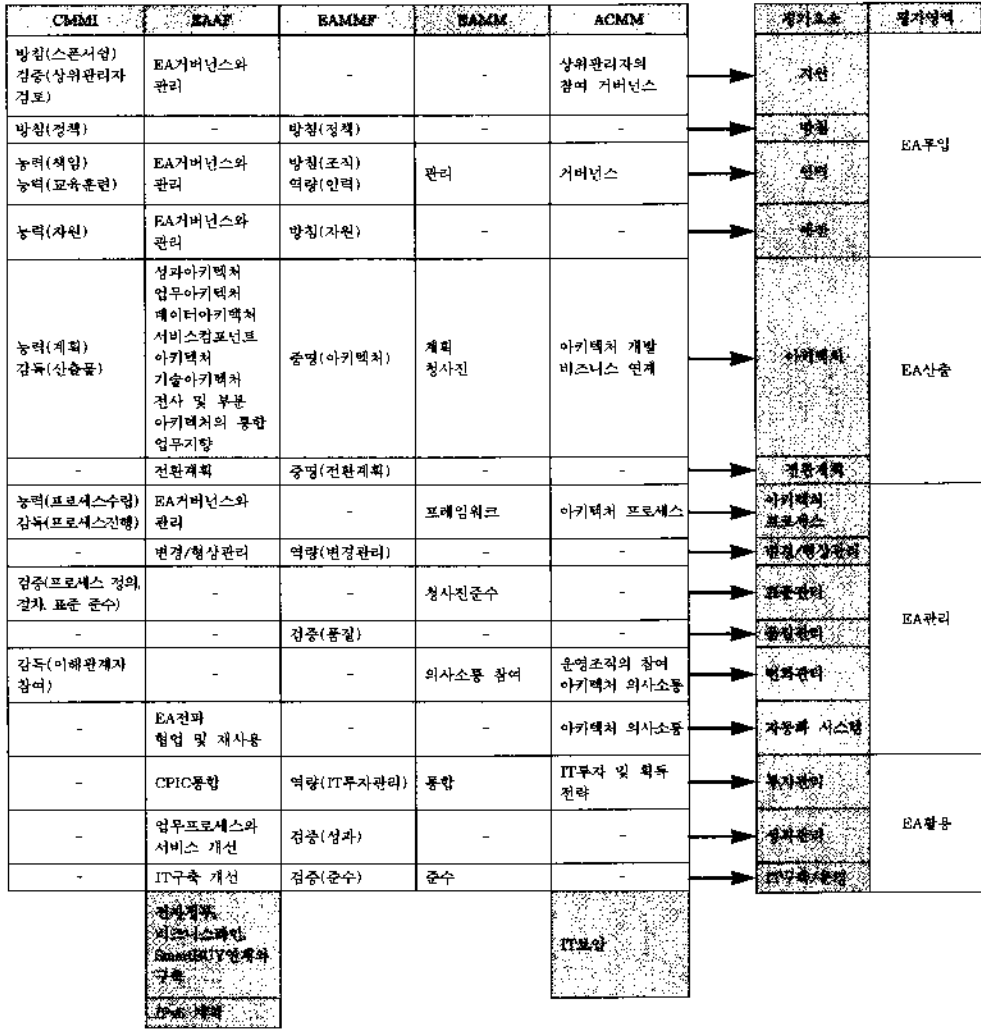 CMMI EAAF EAMMF NAMM ACMM 평가요소 평가영역
방침(스폰서쉽)
검증(상위관리자
검토)
EA거버넌스와
관리
-
-
상위관리자의
참여 거버넌스
지원
EA투입
방침(정책) - 방침(정책) - - 방침
능력(책임)
능력(교육훈련)
EA거버넌스와
관리
방침(조직)
역량(인력)
관리
거버넌스
인력
능력(자원)
EA거버넌스와
관리
방침(자원)
-
-
예산
능력(계획)
감독(산출물)
성과아키텍처
업무아키텍처
데이터아키텍처
서비스컴포넌트
아키텍처
기술아키텍처
전사 및 부분
아키텍처의 통합
업무지향
증명(아키텍처)
계획
청사진
아키텍처 개발
비즈니스 연계
아키텍처
EA산출
- 전환계획 증명(전환계획) - - 전환계획
능력(프로세스수립)
감독(프로세스진행)
EA거버넌스와
관리
-
프레임워크
아키텍처 프로세스
아키텍처
프로세스
EA관리
- 변경/형상관리 역량(변경관리) - - 변경/형상관리
검증(프로세스 정의,
절차, 표준 준수)
-
-
청사진준수
-
표준관리
- - 검증(품질) - - 품질관리
감독(이해관계자
참여)
-
-
의사소통 참여
운영조직의 참여
아키텍처 의사소통
변화관리
-
EA전파
협업 및 재사용
-
-
아키텍처 의사소통
자동화 시스템
-
CPIC통합
역량(IT투자관리)
통합
IT투자 및 획득
전략
투자관리
EA활용
-
업무프로세스와
서비스 개선
검증(성과)
-
-
성과관리
- IT구축 개선 검증(준수) 준수 - IT구축/운영
전자정부,
비즈니스라인,
구축
IT보안
IPv6 계획